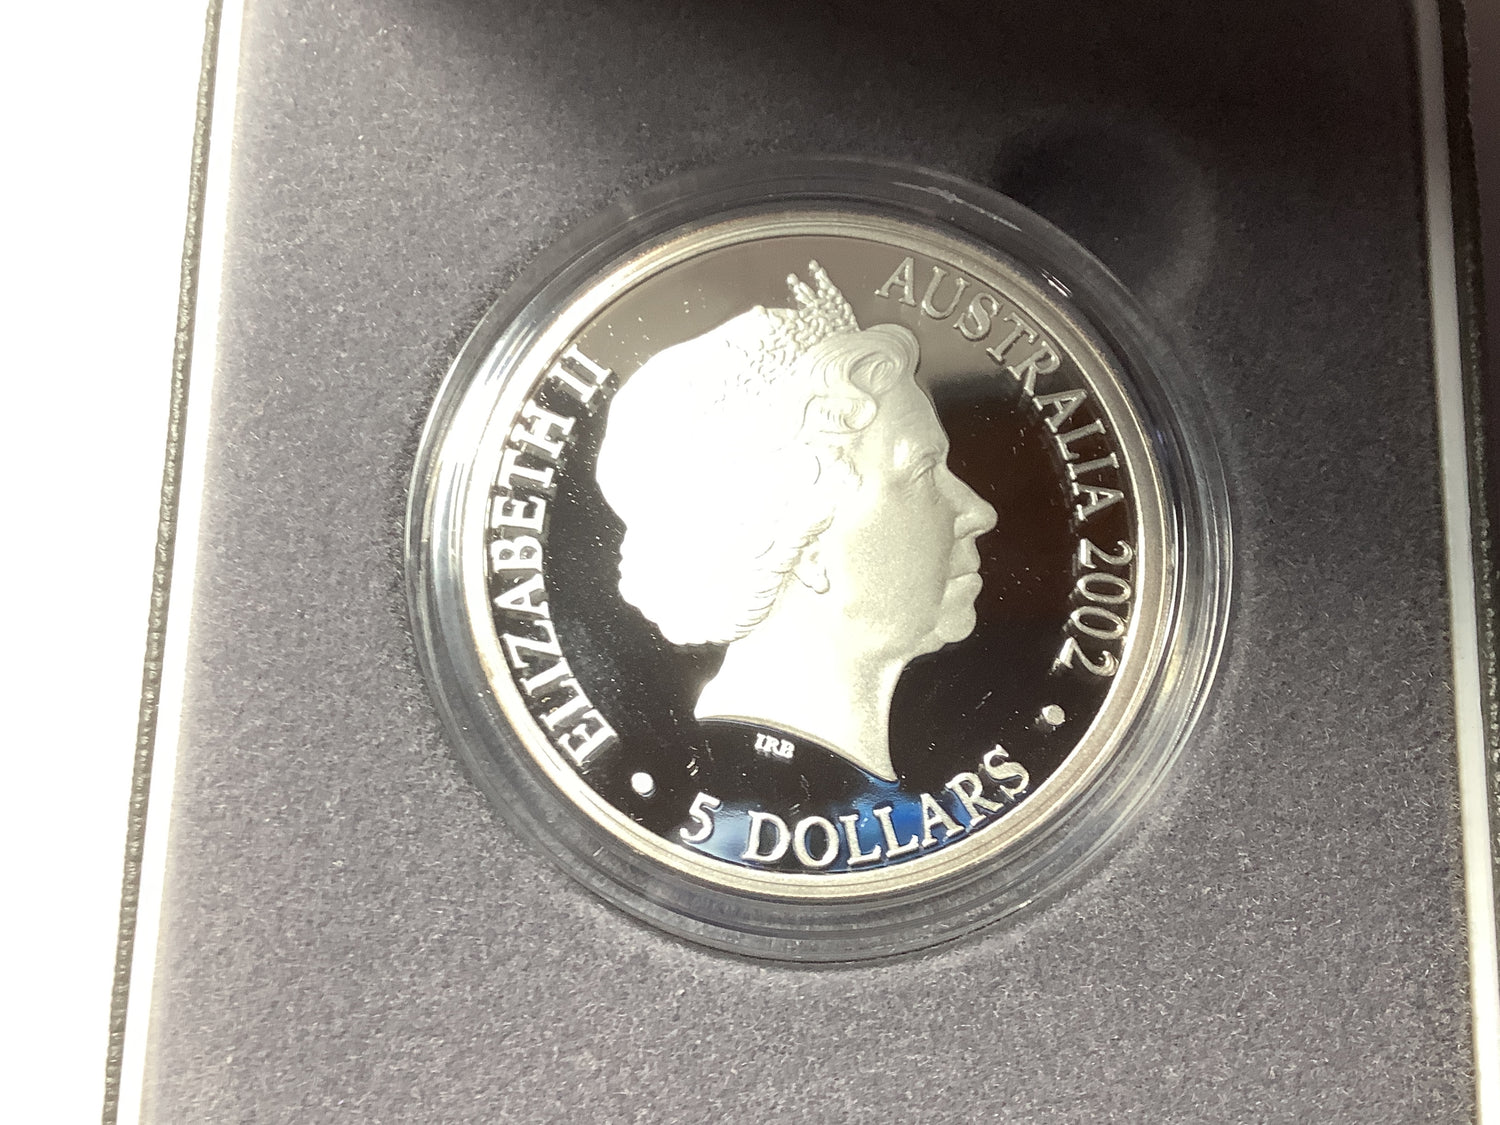 ELIZABETH II
AUSTRALIA 2002
IRB
5 DOLLARS